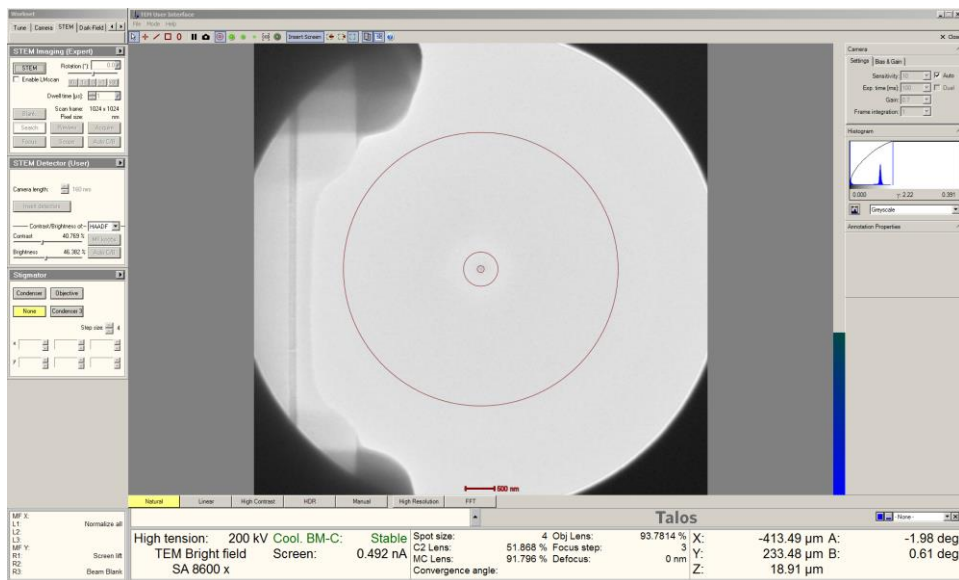 Workset
Tune Camera STEM Dark-Field
STEM Imaging (Expert)
STEM
Rotation (°)
Enable LMscan
Dwell time [µs]:
Scan frame: 1024 x 1024
Pixel size: nm
Blank
Search Preview Acquire
Focus Scope Auto C/B
STEM Detector (User)
Camera length: 160 mm
Insert detectors
Contrast/Brightness of: HAADF
Contrast 40.769 %
Brightness 46.382 % Auto C/B
Stigmator
Condenser Objective
None Condenser 3
Step size: 4
x
y
MF X:
L1: Normalize all
L2:
L3:
MF Y:
R1: Screen lift
R2:
R3: Beam Blank
TEM User Interface
File Mode Help
Insert Screen
500 nm
Natural Linear High Contrast HDR Manual High Resolution FFT
Close
Camera
Settings Bias & Gain
Sensitivity Auto
Exp. time [ms] Dual
Gain
Frame integration
Histogram
0.000 γ 2.22 0.391
Greyscale
Annotation Properties
Talos
- None -
High tension: 200 kV Cool. BM-C: Stable
TEM Bright field Screen: 0.492 nA
SA 8600 x
Spot size: 4 Obj Lens: 93.7814 %
C2 Lens: 51.868 % Focus step: 3
MC Lens: 91.796 % Defocus: 0 nm
Convergence angle:
X: -413.49 µm A: -1.98 deg
Y: 233.48 µm B: 0.61 deg
Z: 18.91 µm